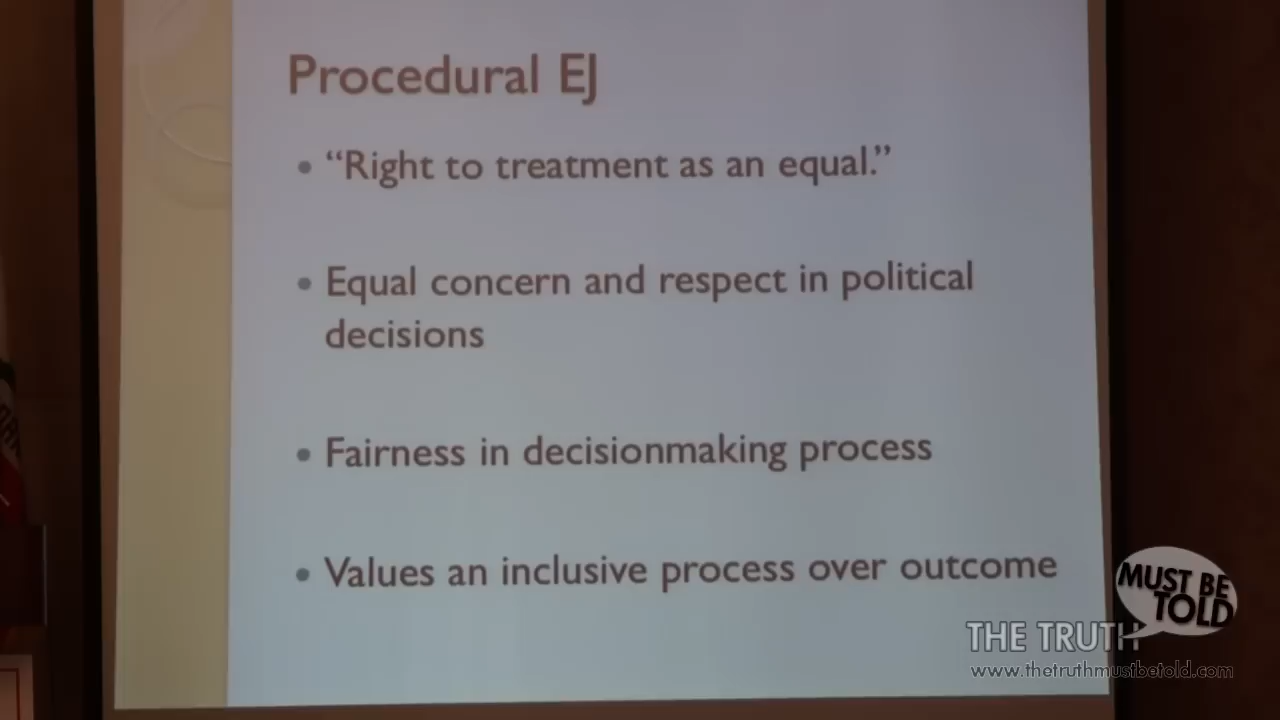 Procedural EJ
• “Right to treatment as an equal.”
• Equal concern and respect in political
decisions
• Fairness in decisionmaking process
• Values an inclusive process over outcome
THE TRUTH
MUST BE
TOLD
www.thetruthmustbetold.com